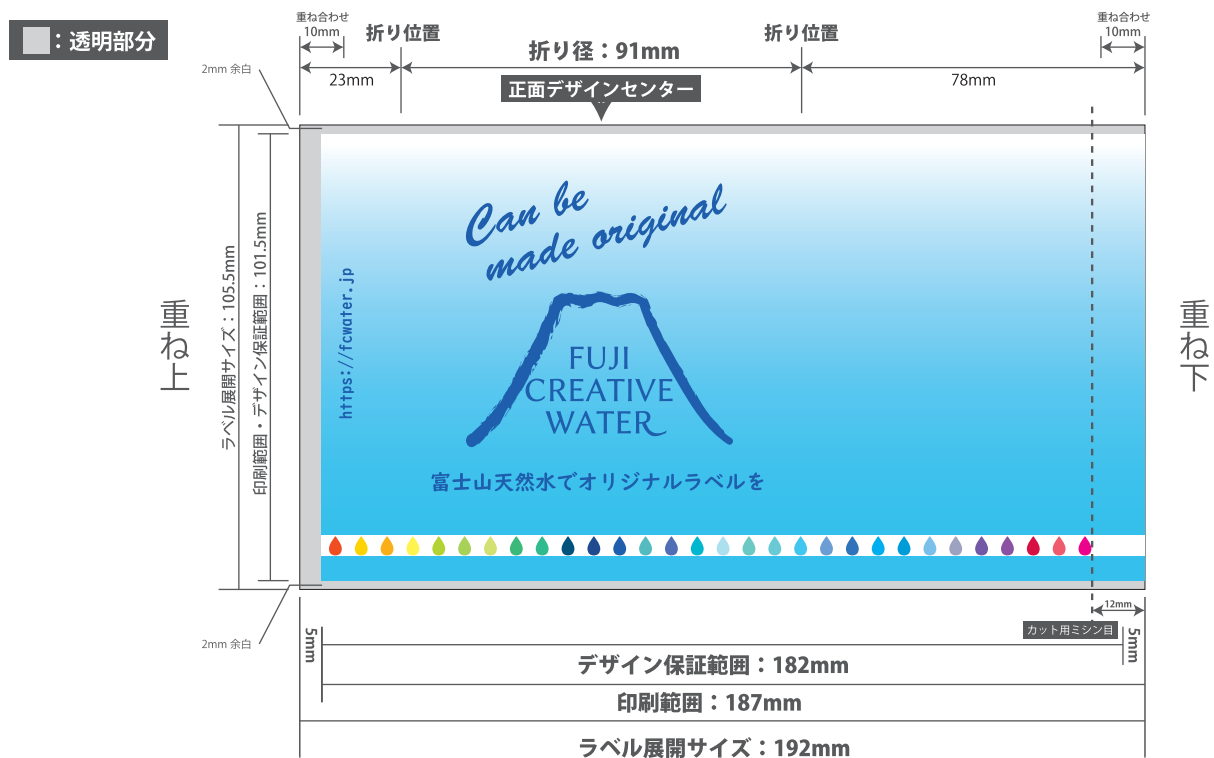 ：透明部分
重ね合わせ
10mm
折り位置
折り径：91mm
折り位置
重ね合わせ
10mm
2mm 余白
23mm
78mm
正面デザインセンター
Can be
made original
重ね上
ラベル展開サイズ：105.5mm
印刷範囲・デザイン保証範囲：101.5mm
https://fcwater.jp
FUJI
CREATIVE
WATER
富士山天然水でオリジナルラベルを
重ね下
12mm
カット用ミシン目
2mm 余白
5mm
5mm
デザイン保証範囲：182mm
印刷範囲：187mm
ラベル展開サイズ：192mm